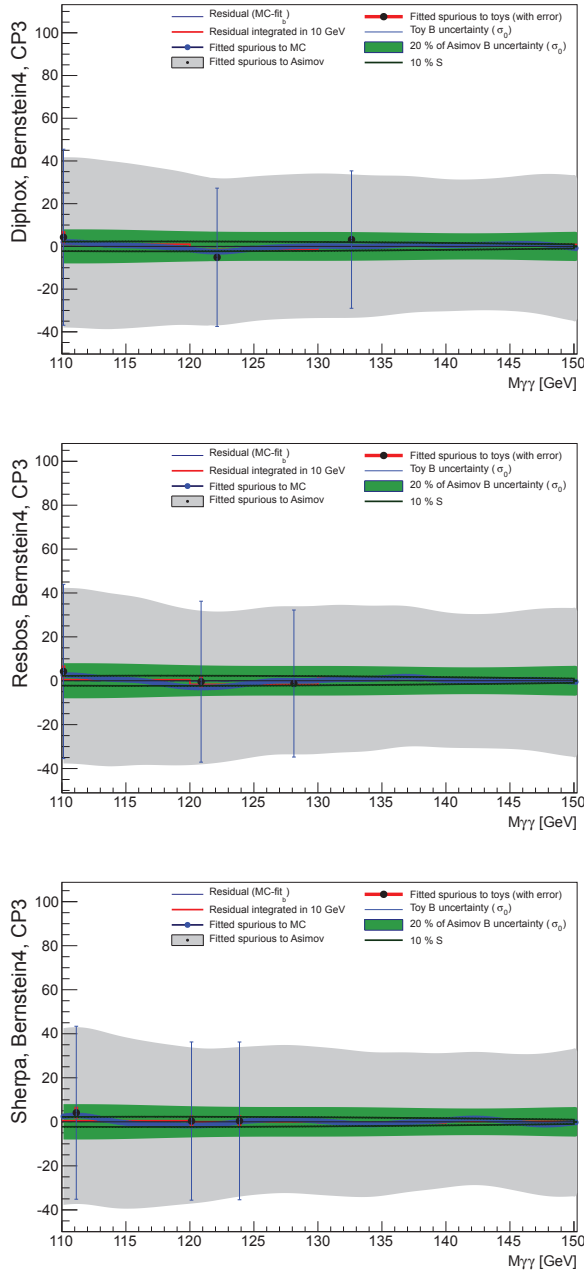 Diphox, Bernstein4, CP3
Residual (MC-fit_b)
Residual integrated in 10 GeV
Fitted spurious to MC
Fitted spurious to Asimov
Fitted spurious to toys (with error)
Toy B uncertainty (σ₀)
20 % of Asimov B uncertainty (σ₀)
10 % S
100
80
60
40
20
0
-20
-40
110 115 120 125 130 135 140 145 150
Mγγ [GeV]
Resbos, Bernstein4, CP3
Residual (MC-fit_b)
Residual integrated in 10 GeV
Fitted spurious to MC
Fitted spurious to Asimov
Fitted spurious to toys (with error)
Toy B uncertainty (σ₀)
20 % of Asimov B uncertainty (σ₀)
10 % S
100
80
60
40
20
0
-20
-40
110 115 120 125 130 135 140 145 150
Mγγ [GeV]
Sherpa, Bernstein4, CP3
Residual (MC-fit_b)
Residual integrated in 10 GeV
Fitted spurious to MC
Fitted spurious to Asimov
Fitted spurious to toys (with error)
Toy B uncertainty (σ₀)
20 % of Asimov B uncertainty (σ₀)
10 % S
100
80
60
40
20
0
-20
-40
110 115 120 125 130 135 140 145 150
Mγγ [GeV]